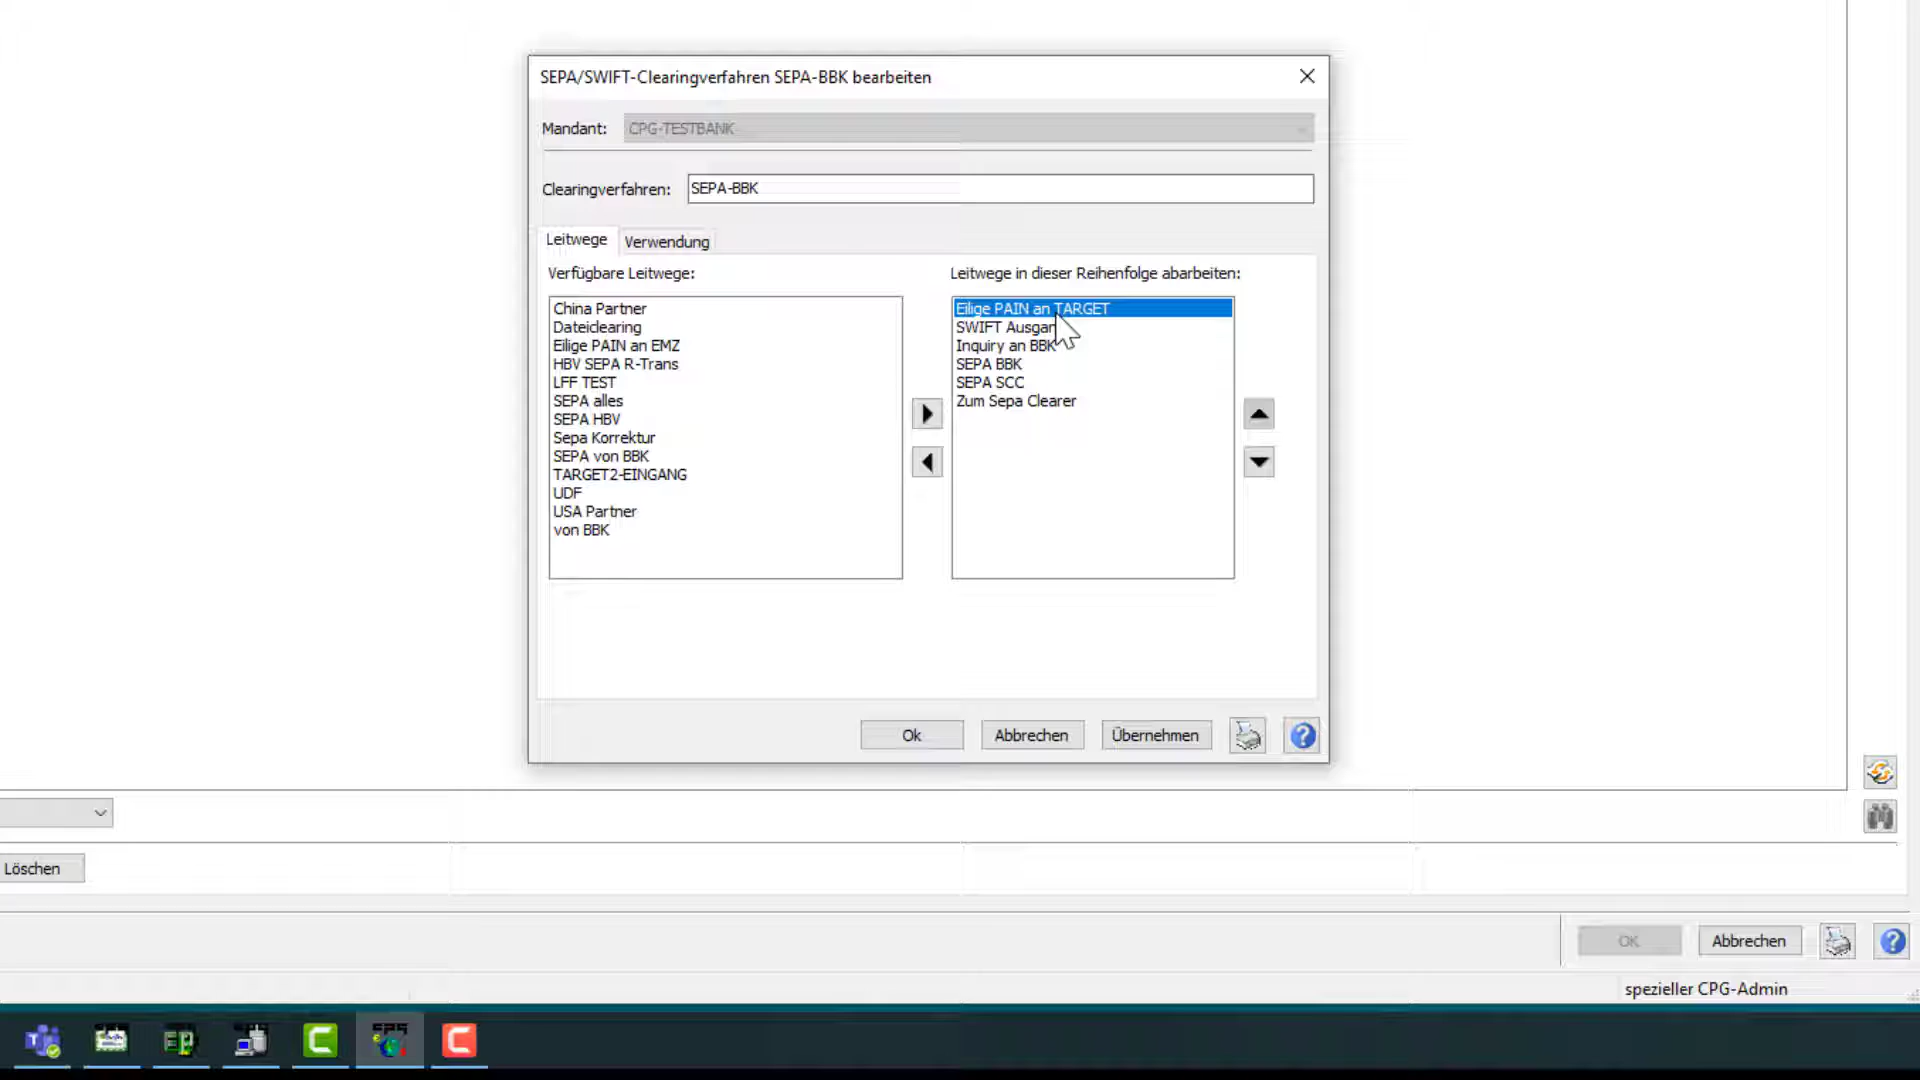 SEPA/SWIFT-Clearingverfahren SEPA-BBK bearbeiten
Mandant: CPG-TESTBANK
Clearingverfahren: SEPA-BBK
Leitwege Verwendung
Verfügbare Leitwege:
China Partner
Dateiclearing
Eilige PAIN an EMZ
HBV SEPA R-Trans
LFF TEST
SEPA alles
SEPA HBV
Sepa Korrektur
SEPA von BBK
TARGET2-EINGANG
UDF
USA Partner
von BBK
Leitwege in dieser Reihenfolge abarbeiten:
Eilige PAIN an TARGET
SWIFT Ausgan
Inquiry an BBK
SEPA BBK
SEPA SCC
Zum Sepa Clearer
Ok Abbrechen Übernehmen
Löschen
OK Abbrechen
spezieller CPG-Admin